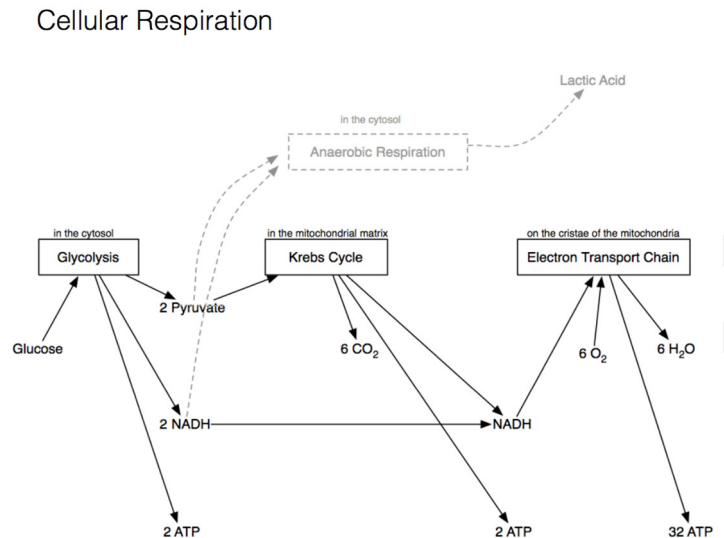 Cellular Respiration
Lactic Acid
in the cytosol
Anaerobic Respiration
in the cytosol
Glycolysis
in the mitochondrial matrix
Krebs Cycle
on the cristae of the mitochondria
Electron Transport Chain
2 Pyruvate
Glucose
6 CO₂
6 O₂
6 H₂O
2 NADH
NADH
2 ATP
2 ATP
32 ATP